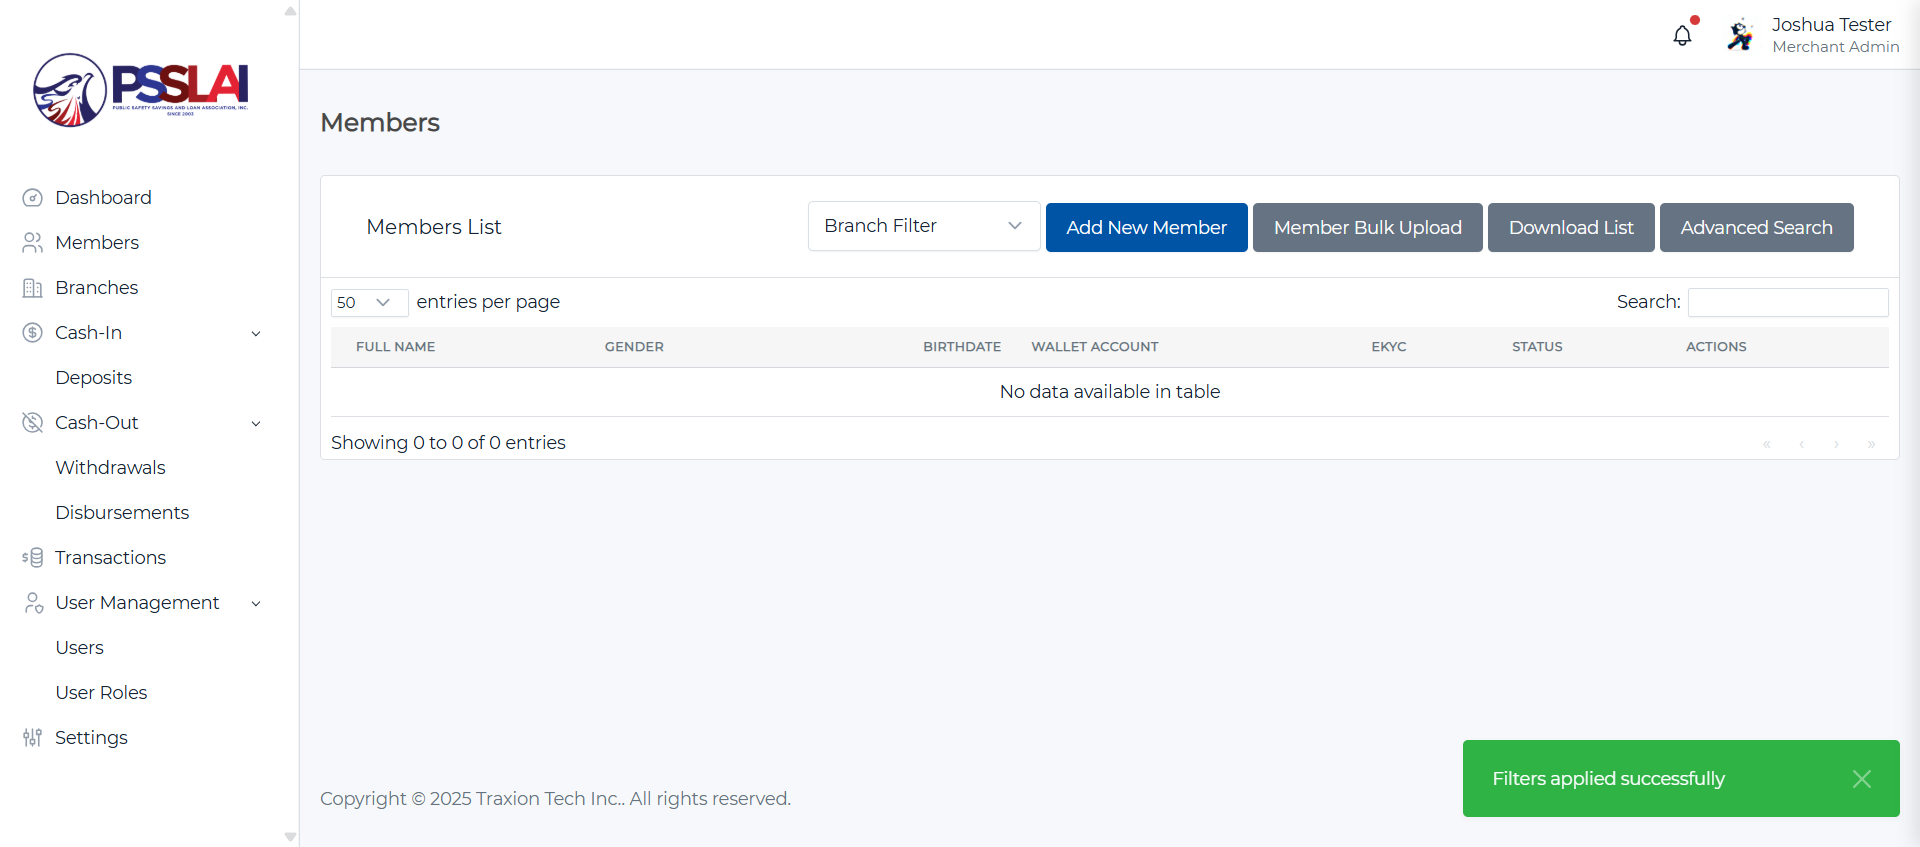 Joshua Tester
Merchant Admin
PSSLAI
PUBLIC SAFETY SAVINGS AND LOAN ASSOCIATION, INC.
SINCE 2003
Dashboard
Members
Branches
Cash-In
Deposits
Cash-Out
Withdrawals
Disbursements
Transactions
User Management
Users
User Roles
Settings
Members
Members List
Branch Filter
Add New Member
Member Bulk Upload
Download List
Advanced Search
50 entries per page
Search:
FULL NAME GENDER BIRTHDATE WALLET ACCOUNT EKYC STATUS ACTIONS
No data available in table
Showing 0 to 0 of 0 entries
« ‹ › »
Filters applied successfully
Copyright © 2025 Traxion Tech Inc.. All rights reserved.